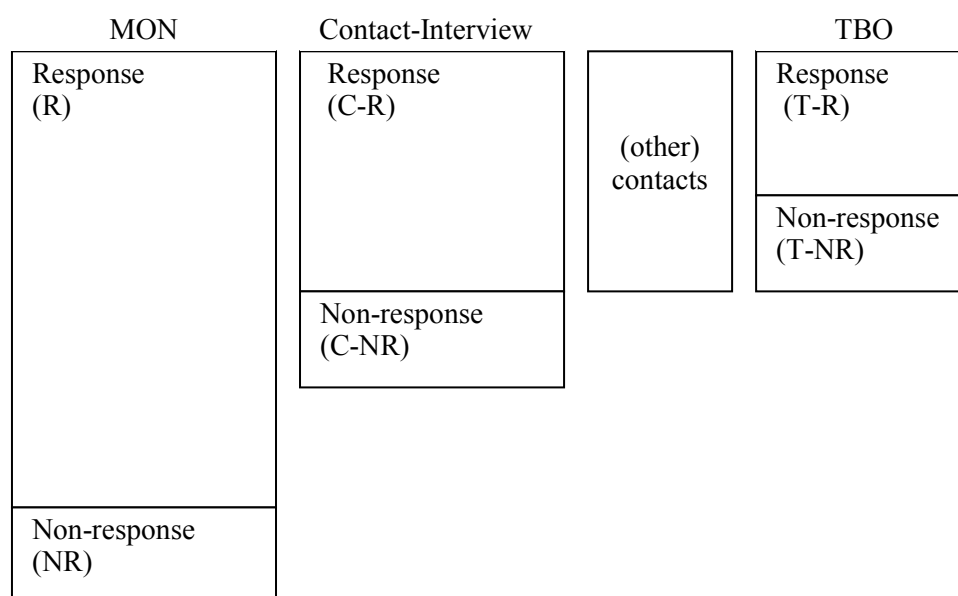 MON
Contact-Interview
TBO
Response
(R)
Response
(C-R)
(other)
contacts
Response
(T-R)
Non-response
(T-NR)
Non-response
(C-NR)
Non-response
(NR)